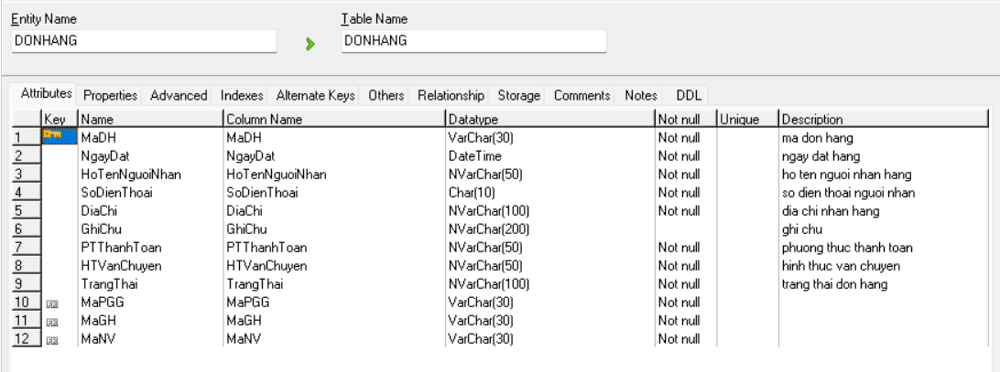 Entity Name Table Name
DONHANG DONHANG
Attributes Properties Advanced Indexes Alternate Keys Others Relationship Storage Comments Notes DDL
Key Name Column Name Datatype Not null Unique Description
1 MaDH MaDH VarChar(30) Not null ma don hang
2 NgayDat NgayDat DateTime Not null ngay dat hang
3 HoTenNguoiNhan HoTenNguoiNhan NVarChar(50) Not null ho ten nguoi nhan hang
4 SoDienThoai SoDienThoai Char(10) Not null so dien thoai nguoi nhan
5 DiaChi DiaChi NVarChar(100) Not null dia chi nhan hang
6 GhiChu GhiChu NVarChar(200) ghi chu
7 PTThanhToan PTThanhToan NVarChar(50) Not null phuong thuc thanh toan
8 HTVanChuyen HTVanChuyen NVarChar(50) Not null hinh thuc van chuyen
9 TrangThai TrangThai NVarChar(100) Not null trang thai don hang
10 MaPGG MaPGG VarChar(30) Not null
11 MaGH MaGH VarChar(30) Not null
12 MaNV MaNV VarChar(30) Not null